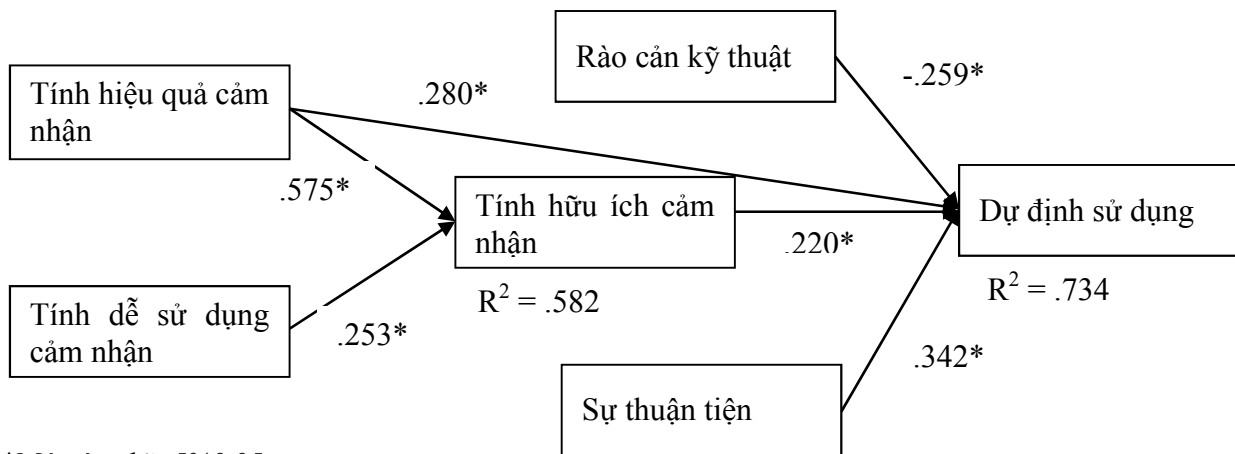 Rào cản kỹ thuật
-.259*
Tính hiệu quả cảm
nhận
.280*
.575*
Tính hữu ích cảm
nhận
.220*
Dự định sử dụng
R² = .582
R² = .734
Tính dễ sử dụng
cảm nhận
.253*
.342*
Sự thuận tiện